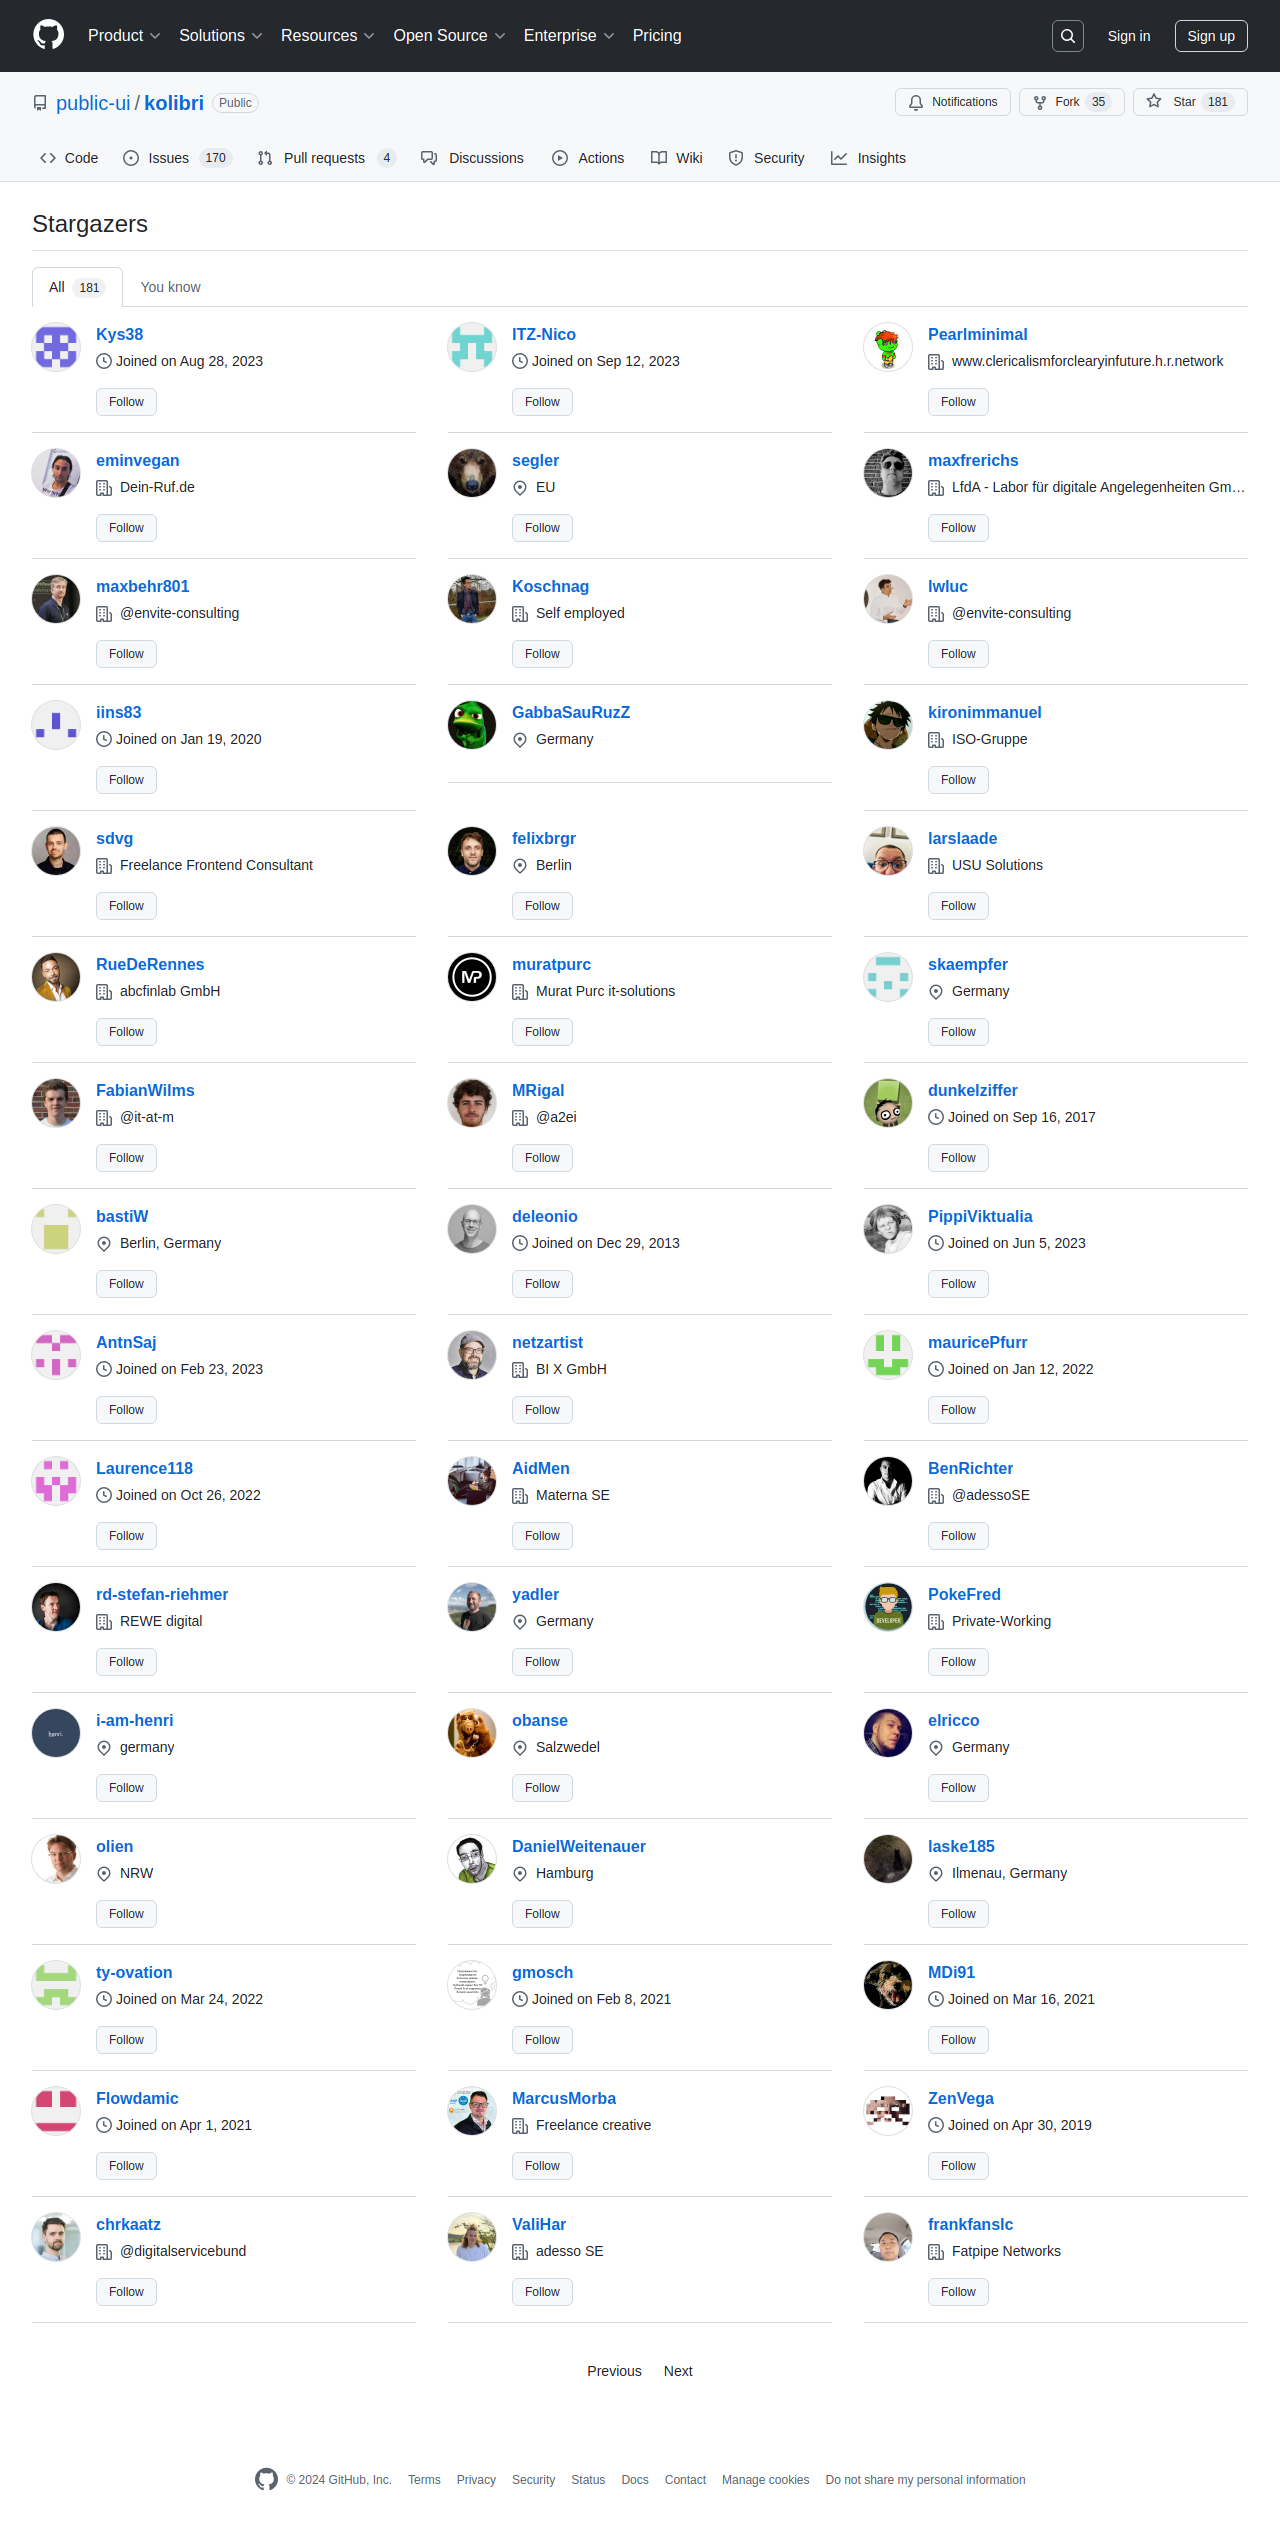 Product Solutions Resources Open Source Enterprise Pricing Sign in Sign up
public-ui / kolibri Public Notifications Fork 35 Star 181
Code Issues 170 Pull requests 4 Discussions Actions Wiki Security Insights
Stargazers
All 181 You know
Kys38 ITZ-Nico Pearlminimal
Joined on Aug 28, 2023 Joined on Sep 12, 2023 www.clericalismforclearyinfuture.h.r.network
Follow Follow Follow
eminvegan segler maxfrerichs
Dein-Ruf.de EU LfdA - Labor für digitale Angelegenheiten Gm…
Follow Follow Follow
maxbehr801 Koschnag lwluc
@envite-consulting Self employed @envite-consulting
Follow Follow Follow
iins83 GabbaSauRuzZ kironimmanuel
Joined on Jan 19, 2020 Germany ISO-Gruppe
Follow Follow
sdvg felixbrgr larslaade
Freelance Frontend Consultant Berlin USU Solutions
Follow Follow Follow
RueDeRennes muratpurc skaempfer
abcfinlab GmbH Murat Purc it-solutions Germany
Follow Follow Follow
FabianWilms MRigal dunkelziffer
@it-at-m @a2ei Joined on Sep 16, 2017
Follow Follow Follow
bastiW deleonio PippiViktualia
Berlin, Germany Joined on Dec 29, 2013 Joined on Jun 5, 2023
Follow Follow Follow
AntnSaj netzartist mauricePfurr
Joined on Feb 23, 2023 BI X GmbH Joined on Jan 12, 2022
Follow Follow Follow
Laurence118 AidMen BenRichter
Joined on Oct 26, 2022 Materna SE @adessoSE
Follow Follow Follow
rd-stefan-riehmer yadler PokeFred
REWE digital Germany Private-Working
Follow Follow Follow
i-am-henri obanse elricco
germany Salzwedel Germany
Follow Follow Follow
olien DanielWeitenauer laske185
NRW Hamburg Ilmenau, Germany
Follow Follow Follow
ty-ovation gmosch MDi91
Joined on Mar 24, 2022 Joined on Feb 8, 2021 Joined on Mar 16, 2021
Follow Follow Follow
Flowdamic MarcusMorba ZenVega
Joined on Apr 1, 2021 Freelance creative Joined on Apr 30, 2019
Follow Follow Follow
chrkaatz ValiHar frankfanslc
@digitalservicebund adesso SE Fatpipe Networks
Follow Follow Follow
Previous Next
© 2024 GitHub, Inc. Terms Privacy Security Status Docs Contact Manage cookies Do not share my personal information